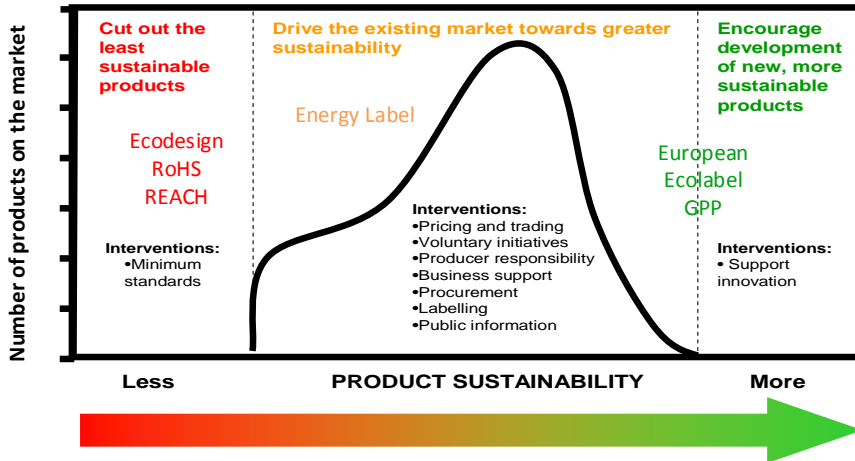 Number of products on the market
Cut out the
least
sustainable
products
Ecodesign
RoHS
REACH
Interventions:
•Minimum
standards
Drive the existing market towards greater
sustainability
Energy Label
Interventions:
•Pricing and trading
•Voluntary initiatives
•Producer responsibility
•Business support
•Procurement
•Labelling
•Public information
Encourage
development
of new, more
sustainable
products
European
Ecolabel
GPP
Interventions:
• Support
innovation
Less
PRODUCT SUSTAINABILITY
More